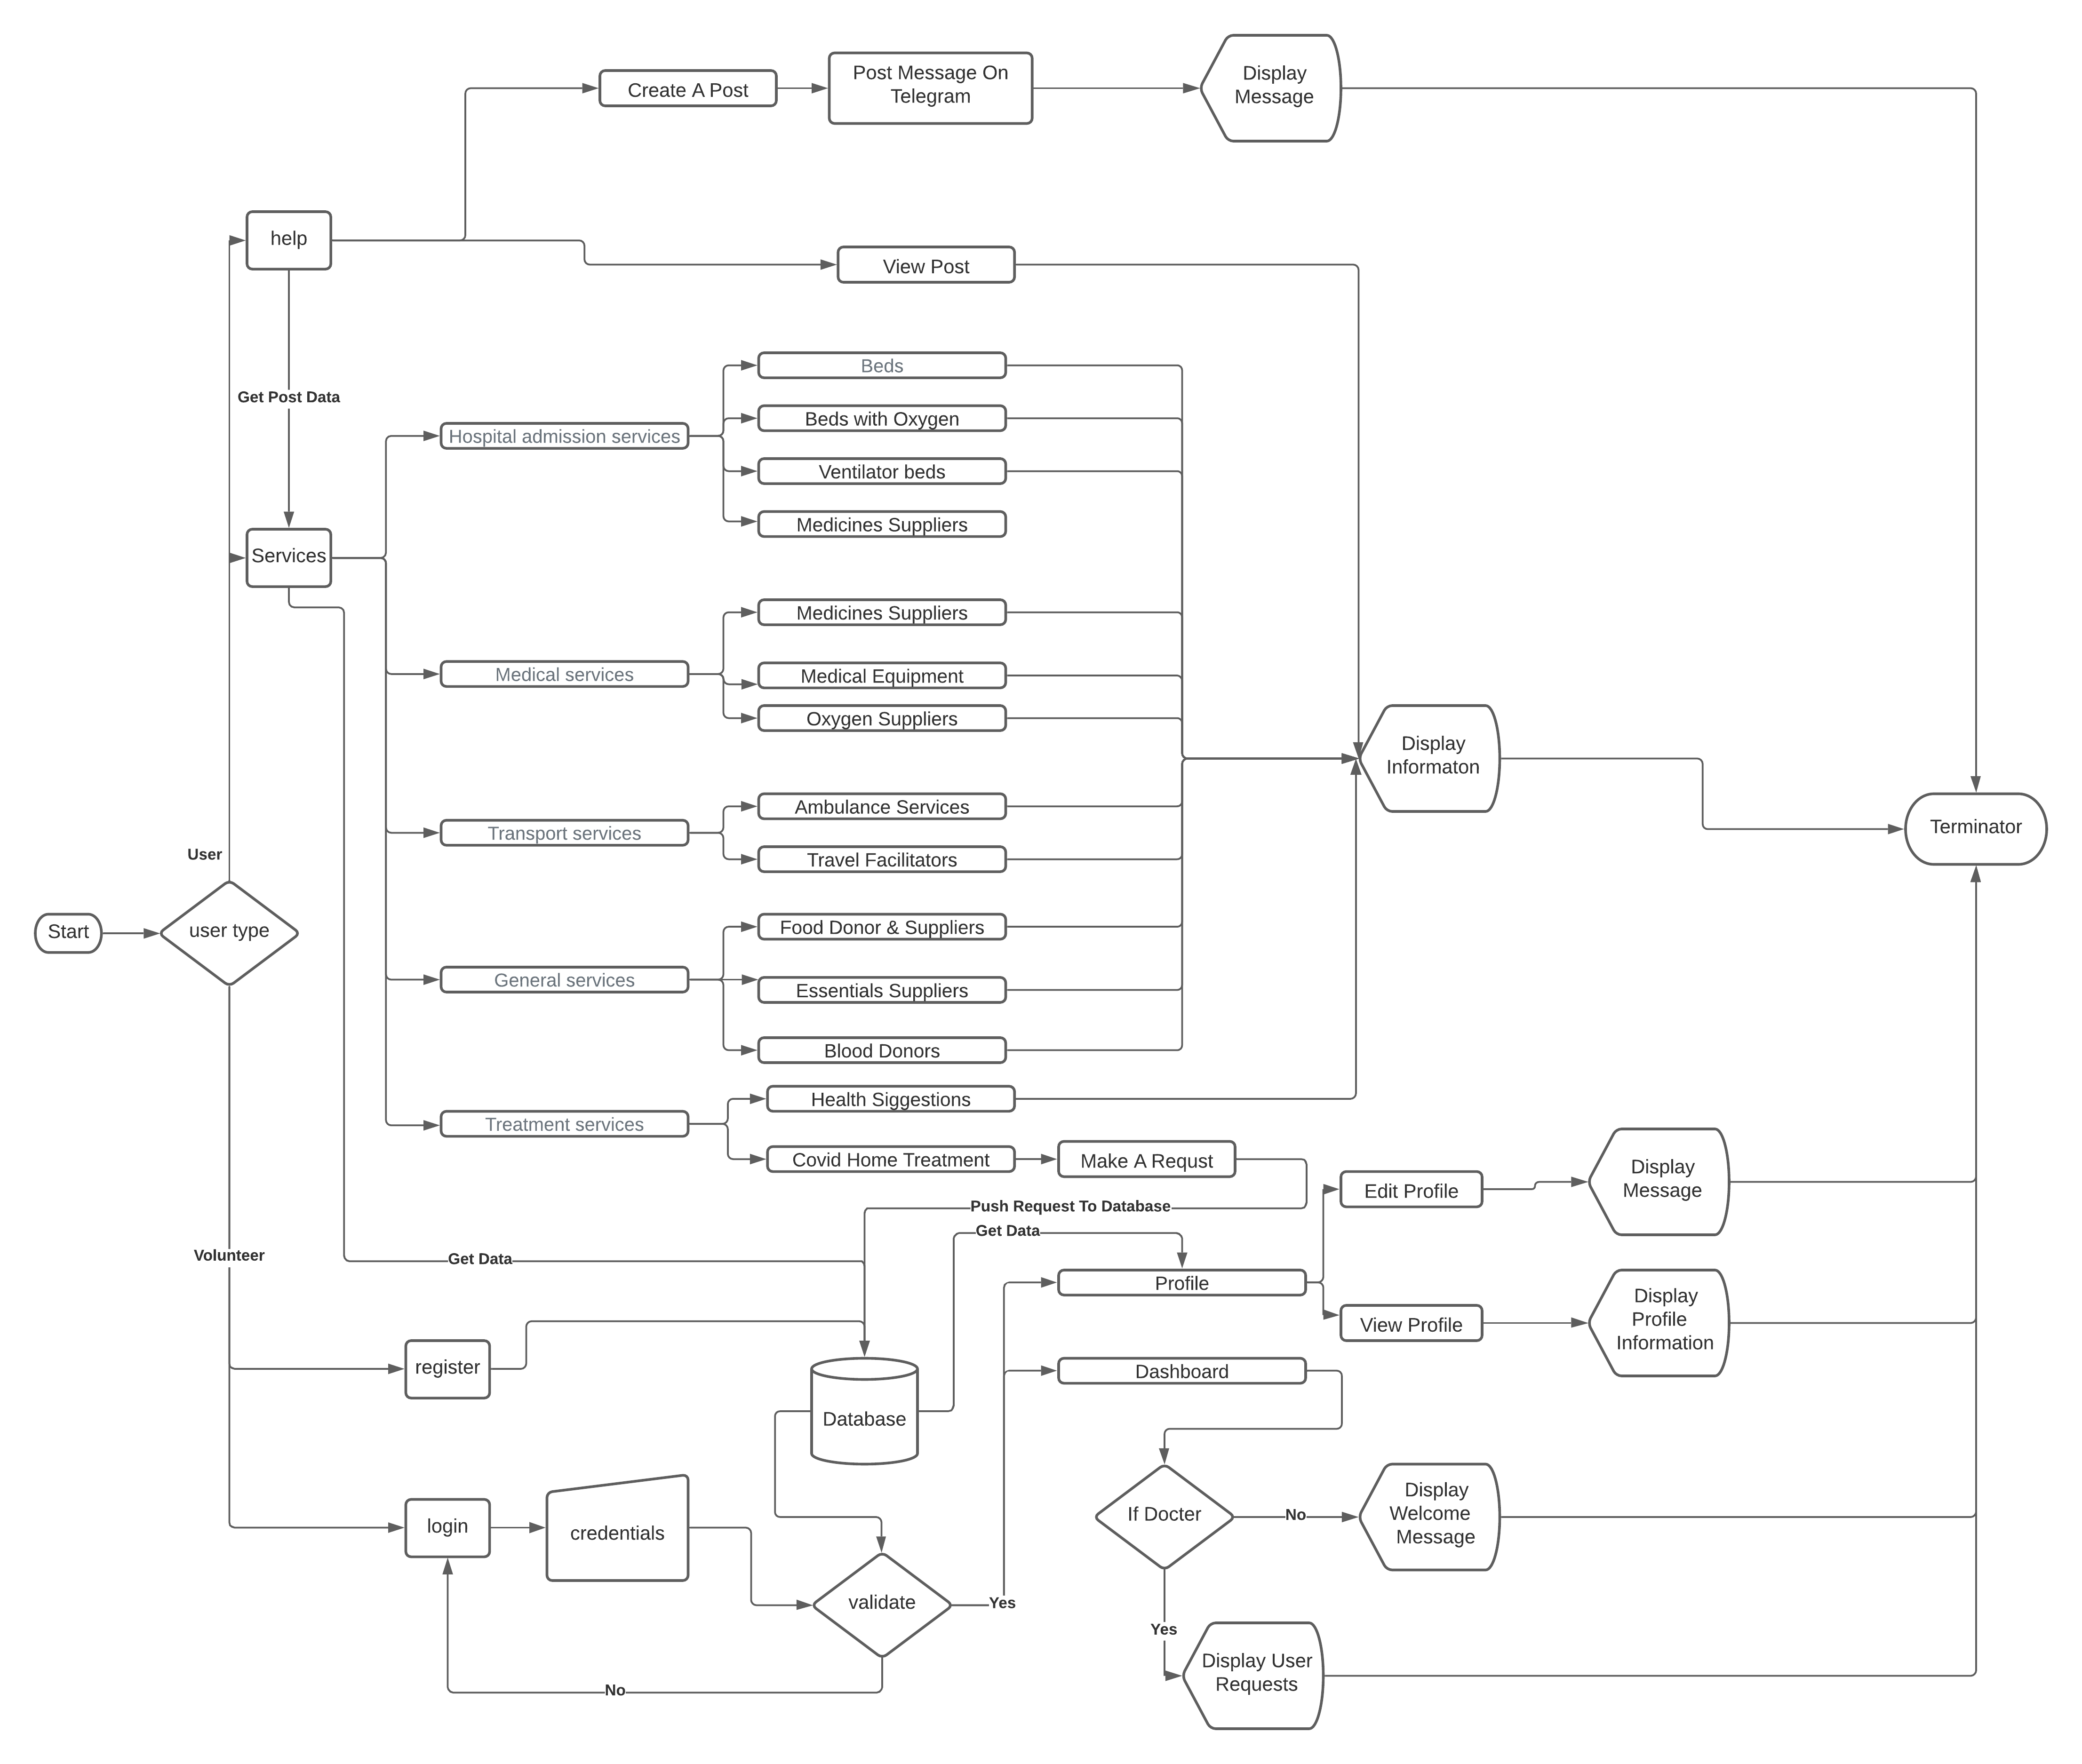 Create A Post
Post Message On
Telegram
Display
Message
help
View Post
Get Post Data
Beds
Beds with Oxygen
Hospital admission services
Ventilator beds
Medicines Suppliers
Services
Medicines Suppliers
Medical services
Medical Equipment
Oxygen Suppliers
Display
Informaton
Ambulance Services
Transport services
Travel Facilitators
Terminator
User
Start
user type
Food Donor & Suppliers
General services
Essentials Suppliers
Blood Donors
Health Siggestions
Treatment services
Covid Home Treatment
Make A Requst
Display
Message
Edit Profile
Push Request To Database
Get Data
Volunteer
Get Data
Profile
Display
Profile
Information
View Profile
register
Dashboard
Database
Display
Welcome
Message
If Docter
No
login
credentials
validate
Yes
Yes
Display User
Requests
No